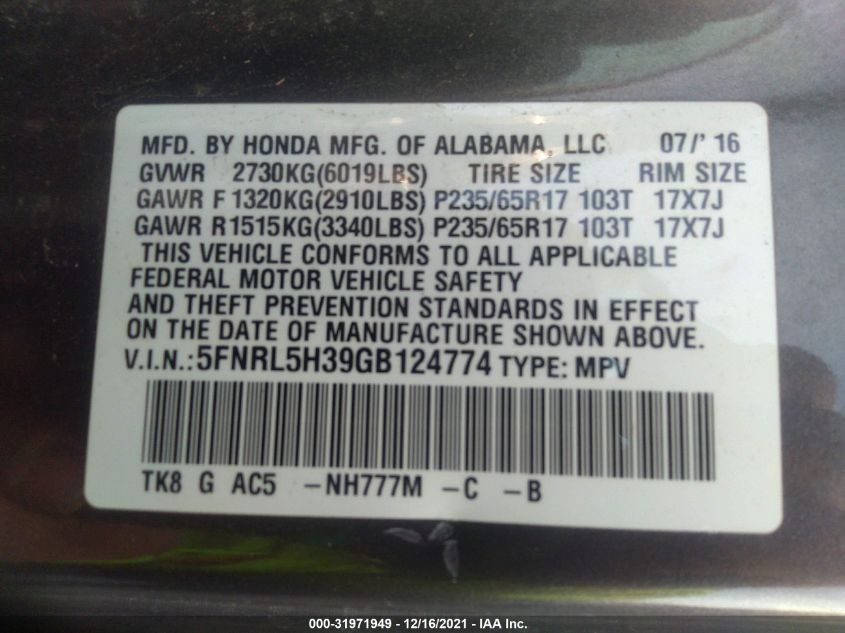 MFD. BY HONDA MFG. OF ALABAMA, LLC 07/' 16
GVWR 2730KG(6019LBS) TIRE SIZE RIM SIZE
GAWR F 1320KG(2910LBS) P235/65R17 103T 17X7J
GAWR R1515KG(3340LBS) P235/65R17 103T 17X7J
THIS VEHICLE CONFORMS TO ALL APPLICABLE
FEDERAL MOTOR VEHICLE SAFETY
AND THEFT PREVENTION STANDARDS IN EFFECT
ON THE DATE OF MANUFACTURE SHOWN ABOVE.
V.I.N.:5FNRL5H39GB124774 TYPE: MPV
TK8 G AC5 -NH777M -C -B
000-31971949 - 12/16/2021 - IAA Inc.